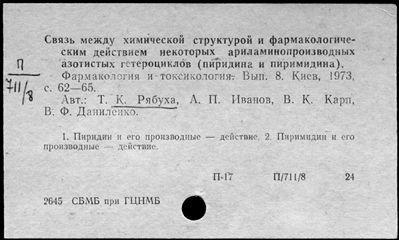 Связь между химической структурой и фармакологиче-
ским действием некоторых ариламинопроизводных
азотистых гетероциклов (пиридина и пиримидина).
П
711/8
Фармакология и токсикология. Вып. 8. Киев, 1973,
с. 62—65.
Авт.: Т. К. Рябуха, А. П. Иванов, В. К. Карп,
В. Ф. Даниленко.
1. Пиридин и его производные — действие. 2. Пиримидин и его
производные — действие.
П-17 П/711/8 24
2645 СБМБ при ГЦНМБ